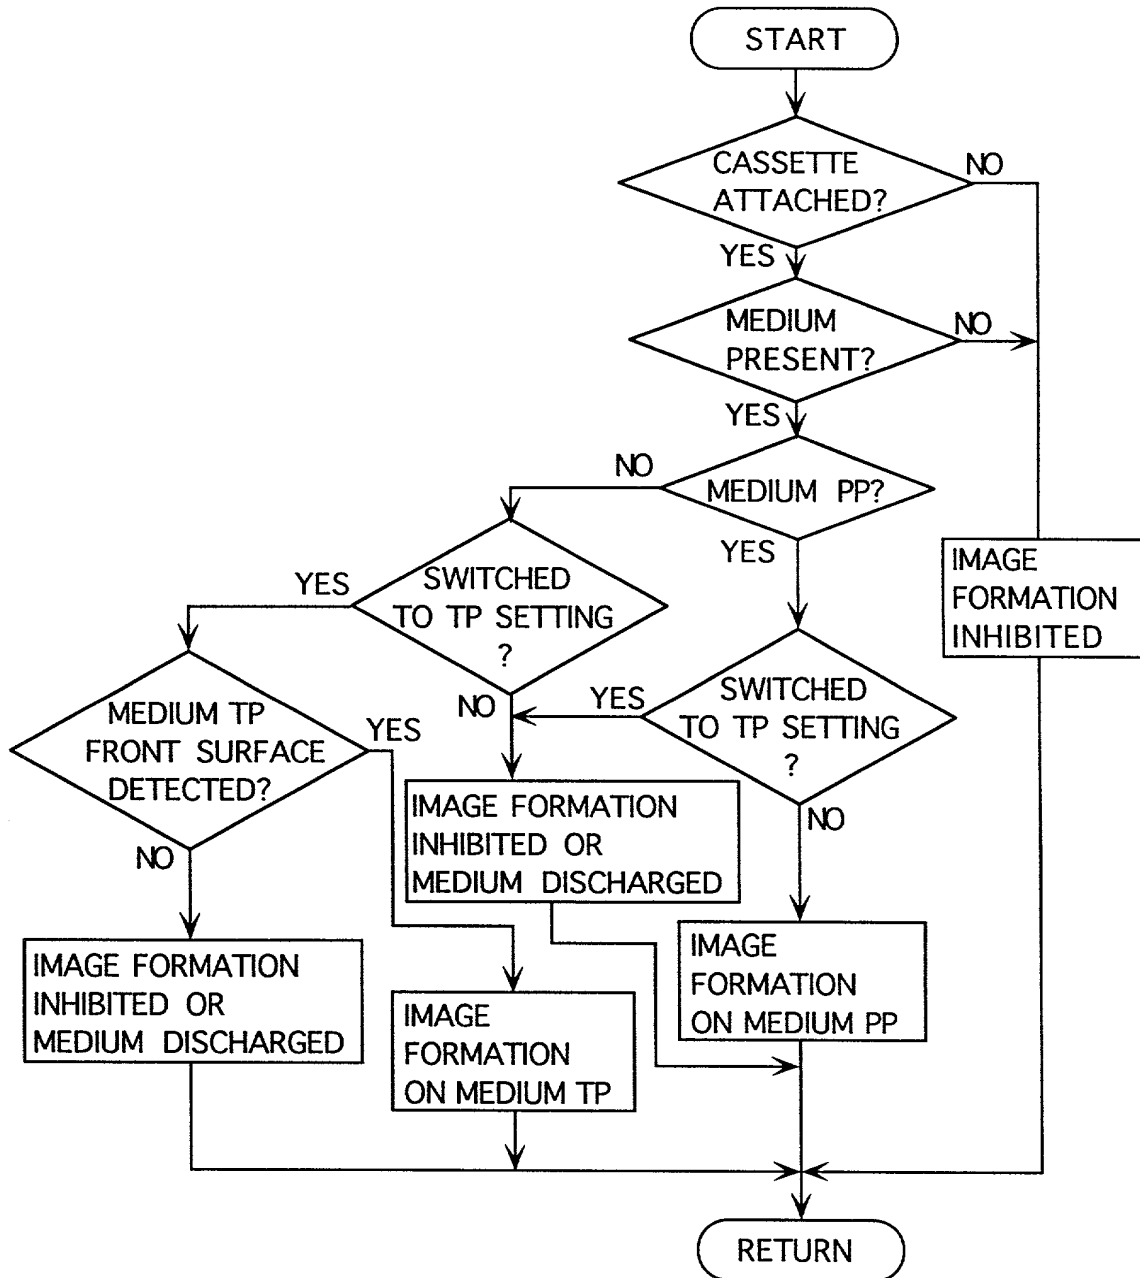 START
CASSETTE
ATTACHED?
NO
YES
MEDIUM
PRESENT?
NO
YES
MEDIUM PP?
NO
YES
SWITCHED
TO TP SETTING
?
YES
NO
IMAGE
FORMATION
INHIBITED
SWITCHED
TO TP SETTING
?
YES
NO
MEDIUM TP
FRONT SURFACE
DETECTED?
YES
NO
IMAGE FORMATION
INHIBITED OR
MEDIUM DISCHARGED
IMAGE FORMATION
INHIBITED OR
MEDIUM DISCHARGED
IMAGE
FORMATION
ON MEDIUM TP
IMAGE
FORMATION
ON MEDIUM PP
RETURN